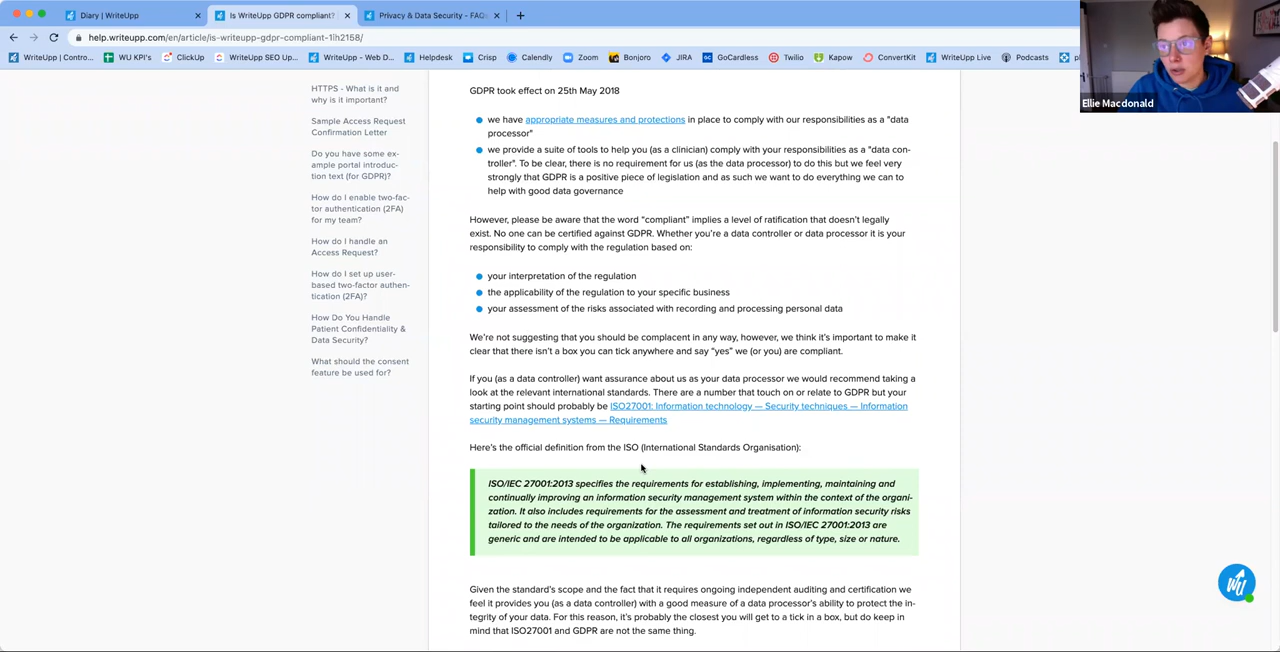 Diary | WriteUpp
Is WriteUpp GDPR compliant?
Privacy & Data Security - FAQs
help.writeupp.com/en/article/is-writeupp-gdpr-compliant-1ih2158/
WriteUpp | Contro... WU KPI's ClickUp WriteUpp SEO Up... WriteUpp - Web D... Helpdesk Crisp Calendly Zoom Bonjoro JIRA GoCardless Twilio Kapow ConvertKit WriteUpp Live Podcasts
Ellie Macdonald
HTTPS - What is it and
why is it important?
Sample Access Request
Confirmation Letter
Do you have some ex-
ample portal introduc-
tion text (for GDPR)?
How do I enable two-fac-
tor authentication (2FA)
for my team?
How do I handle an
Access Request?
How do I set up user-
based two-factor authen-
tication (2FA)?
How Do You Handle
Patient Confidentiality &
Data Security?
What should the consent
feature be used for?
GDPR took effect on 25th May 2018
we have appropriate measures and protections in place to comply with our responsibilities as a "data
processor"
we provide a suite of tools to help you (as a clinician) comply with your responsibilities as a "data con-
troller". To be clear, there is no requirement for us (as the data processor) to do this but we feel very
strongly that GDPR is a positive piece of legislation and as such we want to do everything we can to
help with good data governance
However, please be aware that the word “compliant” implies a level of ratification that doesn’t legally
exist. No one can be certified against GDPR. Whether you’re a data controller or data processor it is your
responsibility to comply with the regulation based on:
your interpretation of the regulation
the applicability of the regulation to your specific business
your assessment of the risks associated with recording and processing personal data
We’re not suggesting that you should be complacent in any way, however, we think it’s important to make it
clear that there isn’t a box you can tick anywhere and say “yes” we (or you) are compliant.
If you (as a data controller) want assurance about us as your data processor we would recommend taking a
look at the relevant international standards. There are a number that touch on or relate to GDPR but your
starting point should probably be ISO27001: Information technology — Security techniques — Information
security management systems — Requirements
Here’s the official definition from the ISO (International Standards Organisation):
ISO/IEC 27001:2013 specifies the requirements for establishing, implementing, maintaining and
continually improving an information security management system within the context of the organi-
zation. It also includes requirements for the assessment and treatment of information security risks
tailored to the needs of the organization. The requirements set out in ISO/IEC 27001:2013 are
generic and are intended to be applicable to all organizations, regardless of type, size or nature.
Given the standard’s scope and the fact that it requires ongoing independent auditing and certification we
feel it provides you (as a data controller) with a good measure of a data processor’s ability to protect the in-
tegrity of your data. For this reason, it’s probably the closest you will get to a tick in a box, but do keep in
mind that ISO27001 and GDPR are not the same thing.